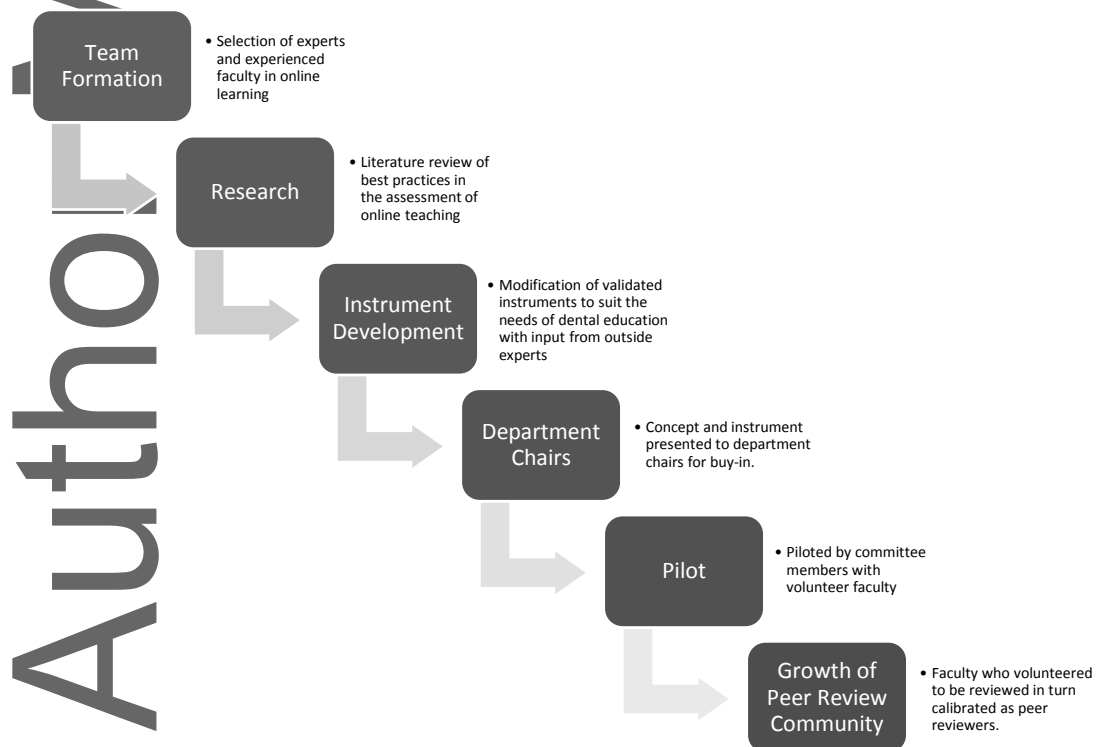 Team
Formation
• Selection of experts
and experienced
faculty in online
learning
Research
• Literature review of
best practices in
the assessment of
online teaching
Instrument
Development
• Modification of validated
instruments to suit the
needs of dental education
with input from outside
experts
Department
Chairs
• Concept and instrument
presented to department
chairs for buy-in.
Pilot
• Piloted by committee
members with
volunteer faculty
Growth of
Peer Review
Community
• Faculty who volunteered
to be reviewed in turn
calibrated as peer
reviewers.